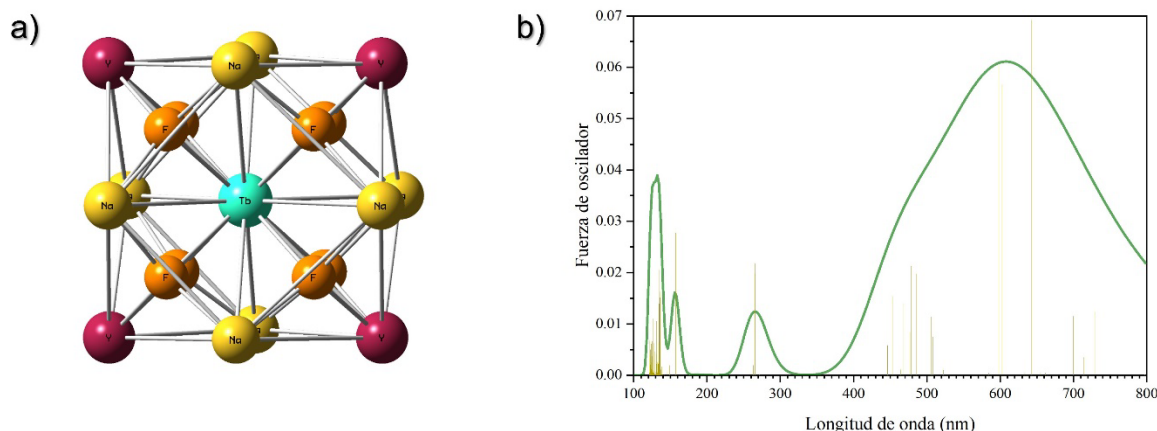 a)
b)
Y
Na
Y
F
F
Na
Tb
Na
F
F
Y
Na
Y
Fuerza de oscilador
0.07
0.06
0.05
0.04
0.03
0.02
0.01
0.00
100 200 300 400 500 600 700 800
Longitud de onda (nm)